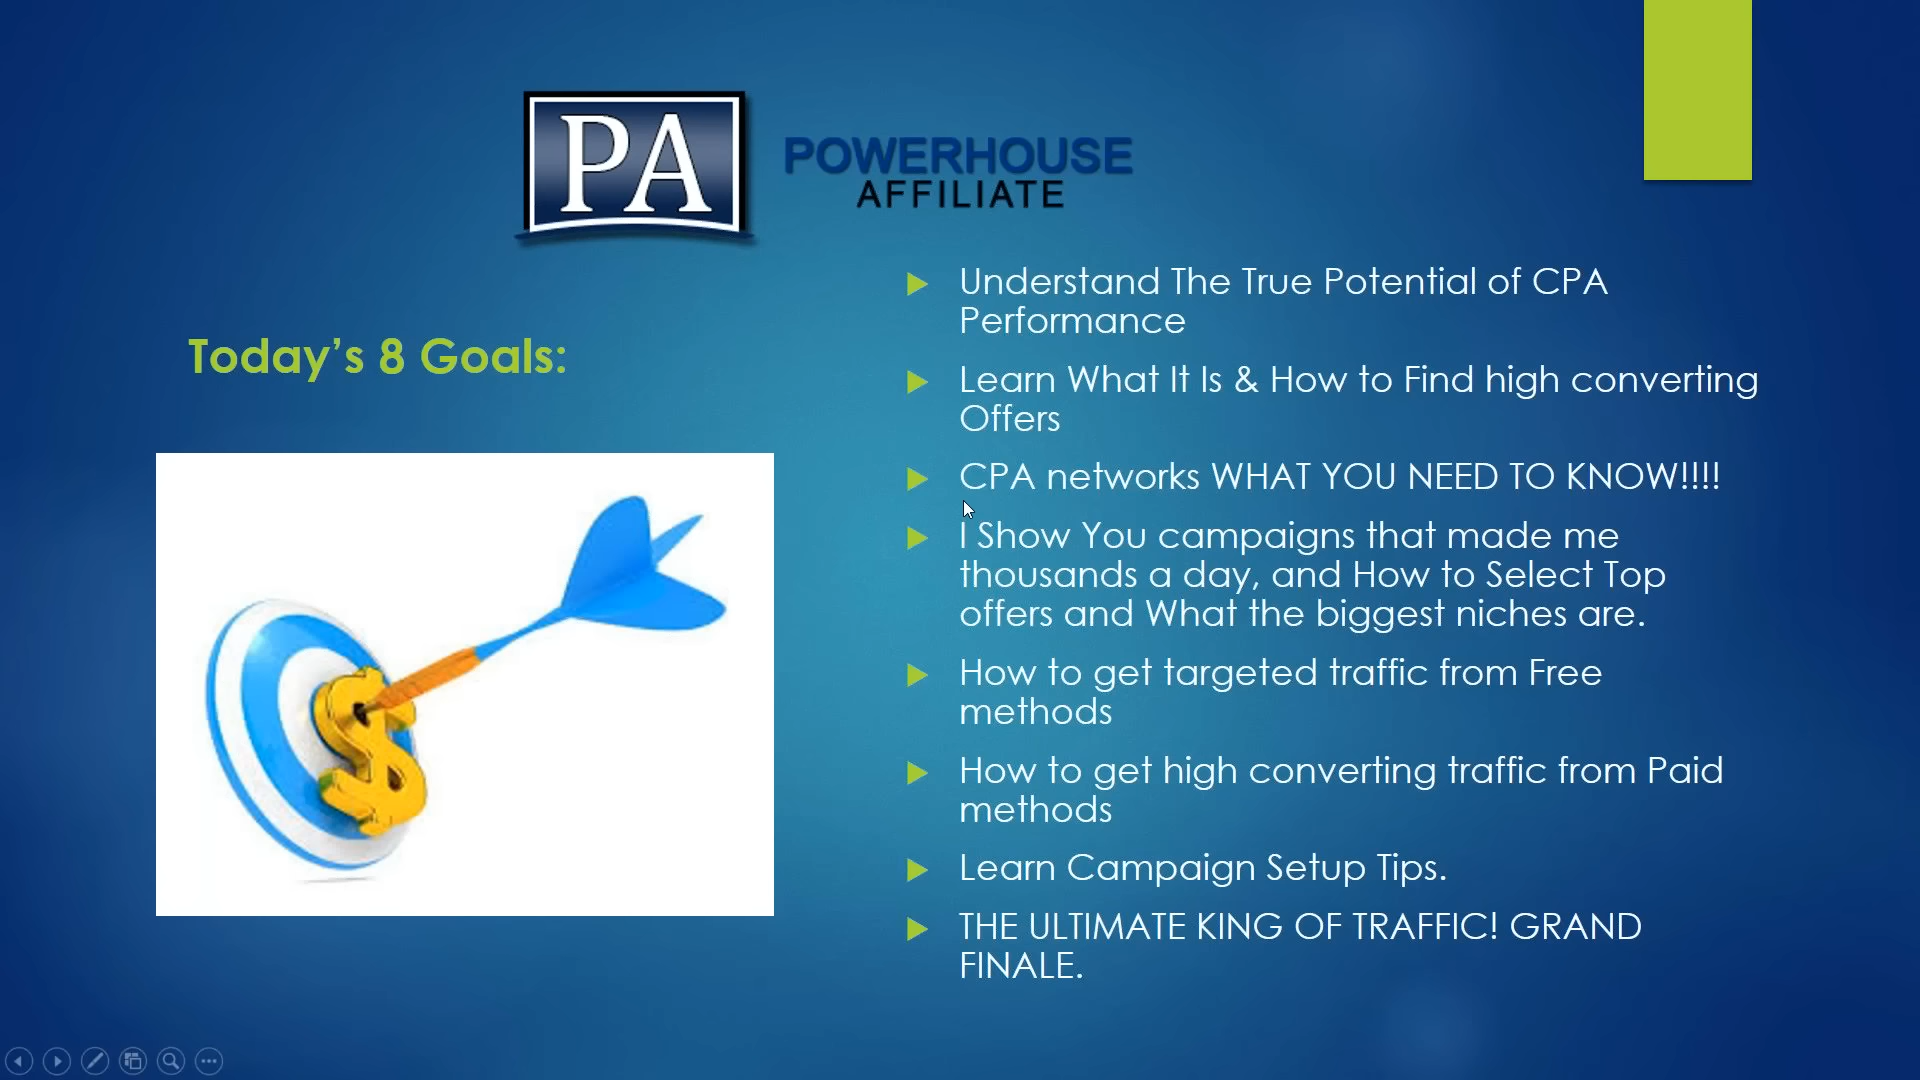 PA
POWERHOUSE
AFFILIATE
Today's 8 Goals:
Understand The True Potential of CPA
Performance
Learn What It Is & How to Find high converting
Offers
CPA networks WHAT YOU NEED TO KNOW!!!!
I Show You campaigns that made me
thousands a day, and How to Select Top
offers and What the biggest niches are.
How to get targeted traffic from Free
methods
How to get high converting traffic from Paid
methods
Learn Campaign Setup Tips.
THE ULTIMATE KING OF TRAFFIC! GRAND
FINALE.